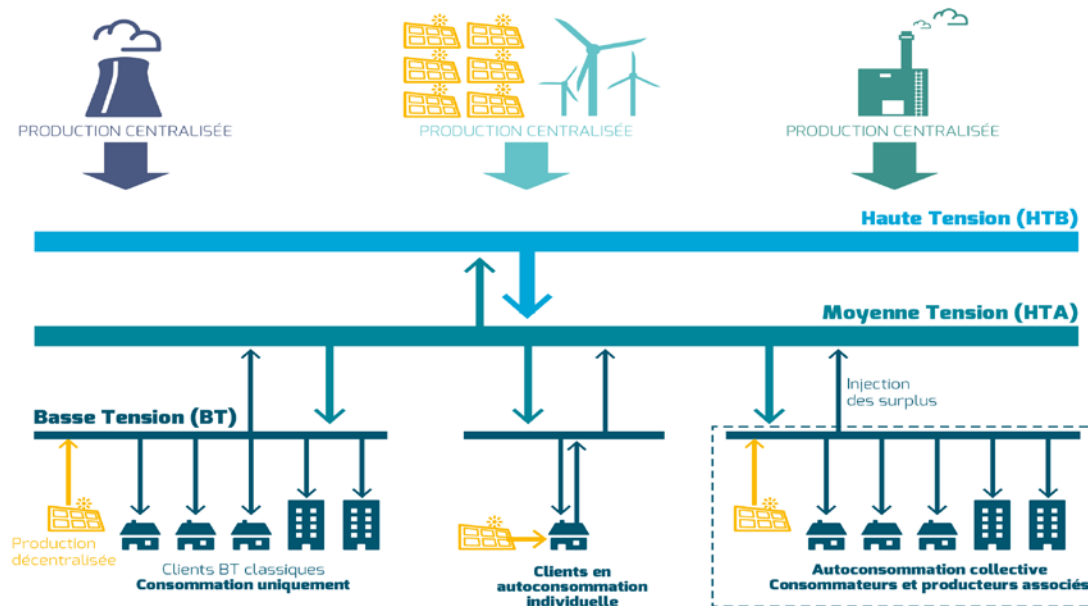 PRODUCTION CENTRALISÉE
PRODUCTION CENTRALISÉE
PRODUCTION CENTRALISÉE
Haute Tension (HTB)
Moyenne Tension (HTA)
Injection
des surplus
Basse Tension (BT)
Production
décentralisée
Clients BT classiques
Consommation uniquement
Clients en
autoconsommation
individuelle
Autoconsommation collective
Consommateurs et producteurs associés